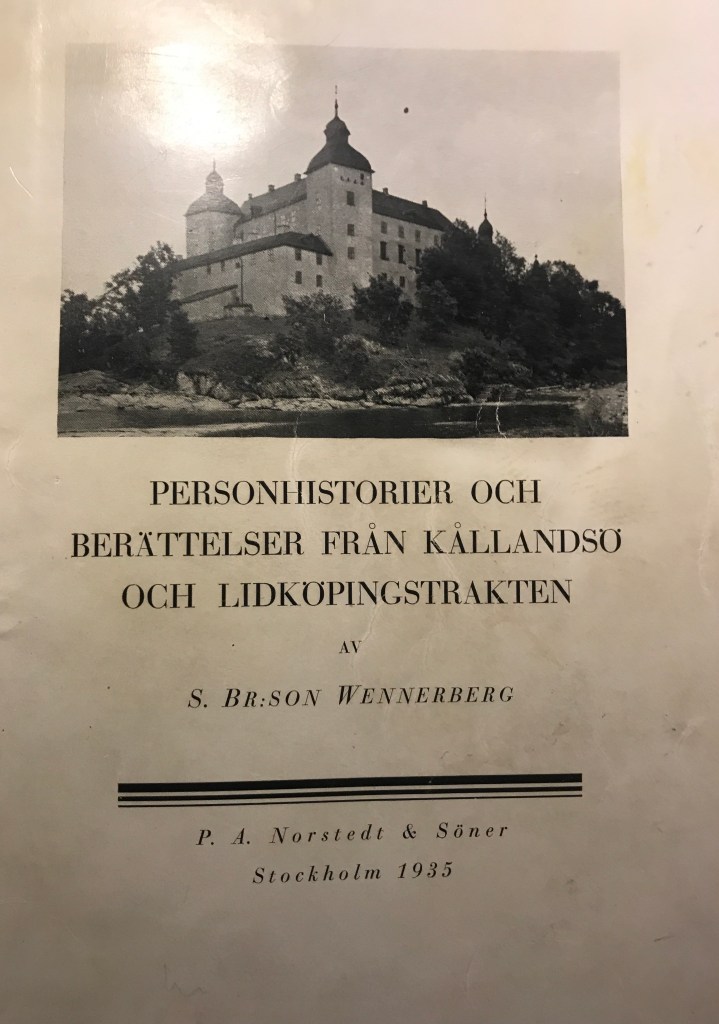 PERSONHISTORIER OCH
BERÄTTELSER FRÅN KÅLLANDSÖ
OCH LIDKÖPINGSTRAKTEN
AV
S. BR:SON WENNERBERG
P. A. Norstedt & Söner
Stockholm 1935